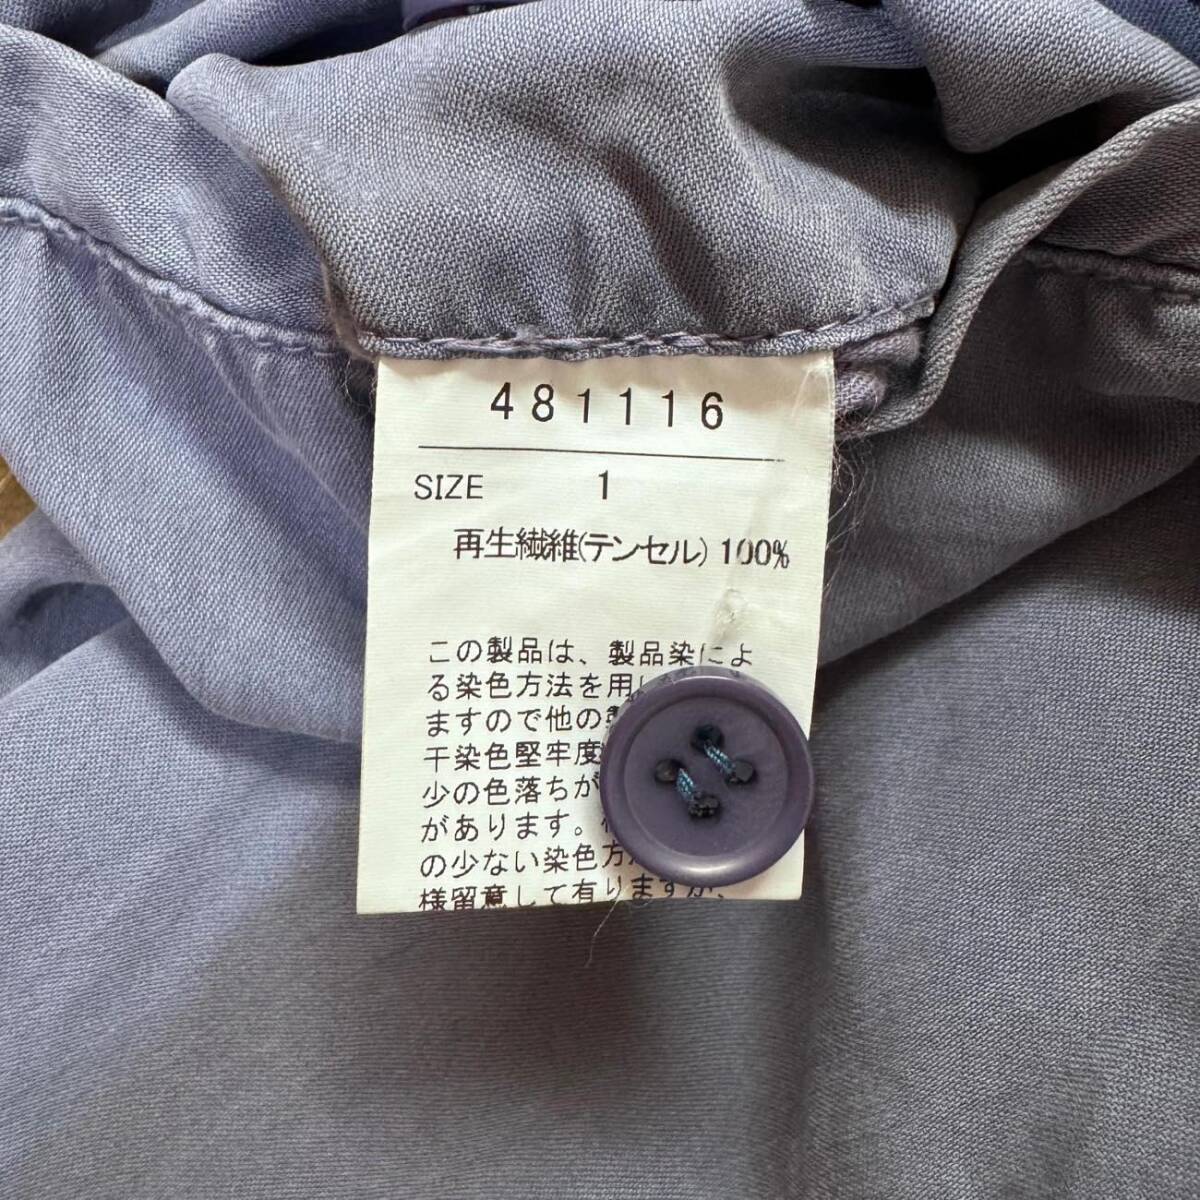 481116
SIZE 1
再生繊維(テンセル) 100%
この製品は、製品染によ
る染色方法を用い
ますので他の製
干染色堅牢度
少の色落ちが
があります。
の少ない染色方
様留意して有りますが、